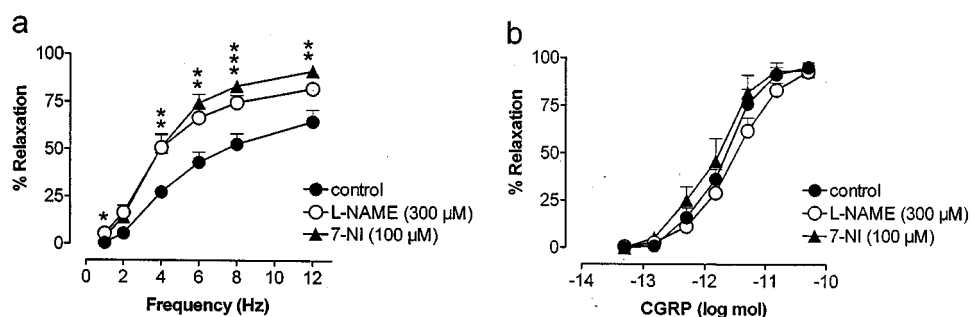 a
% Relaxation
100
75
50
25
0
*
**
**
***
**
control
L-NAME (300 µM)
7-NI (100 µM)
0 2 4 6 8 10 12
Frequency (Hz)
b
% Relaxation
100
75
50
25
0
control
L-NAME (300 µM)
7-NI (100 µM)
-14 -13 -12 -11 -10
CGRP (log mol)